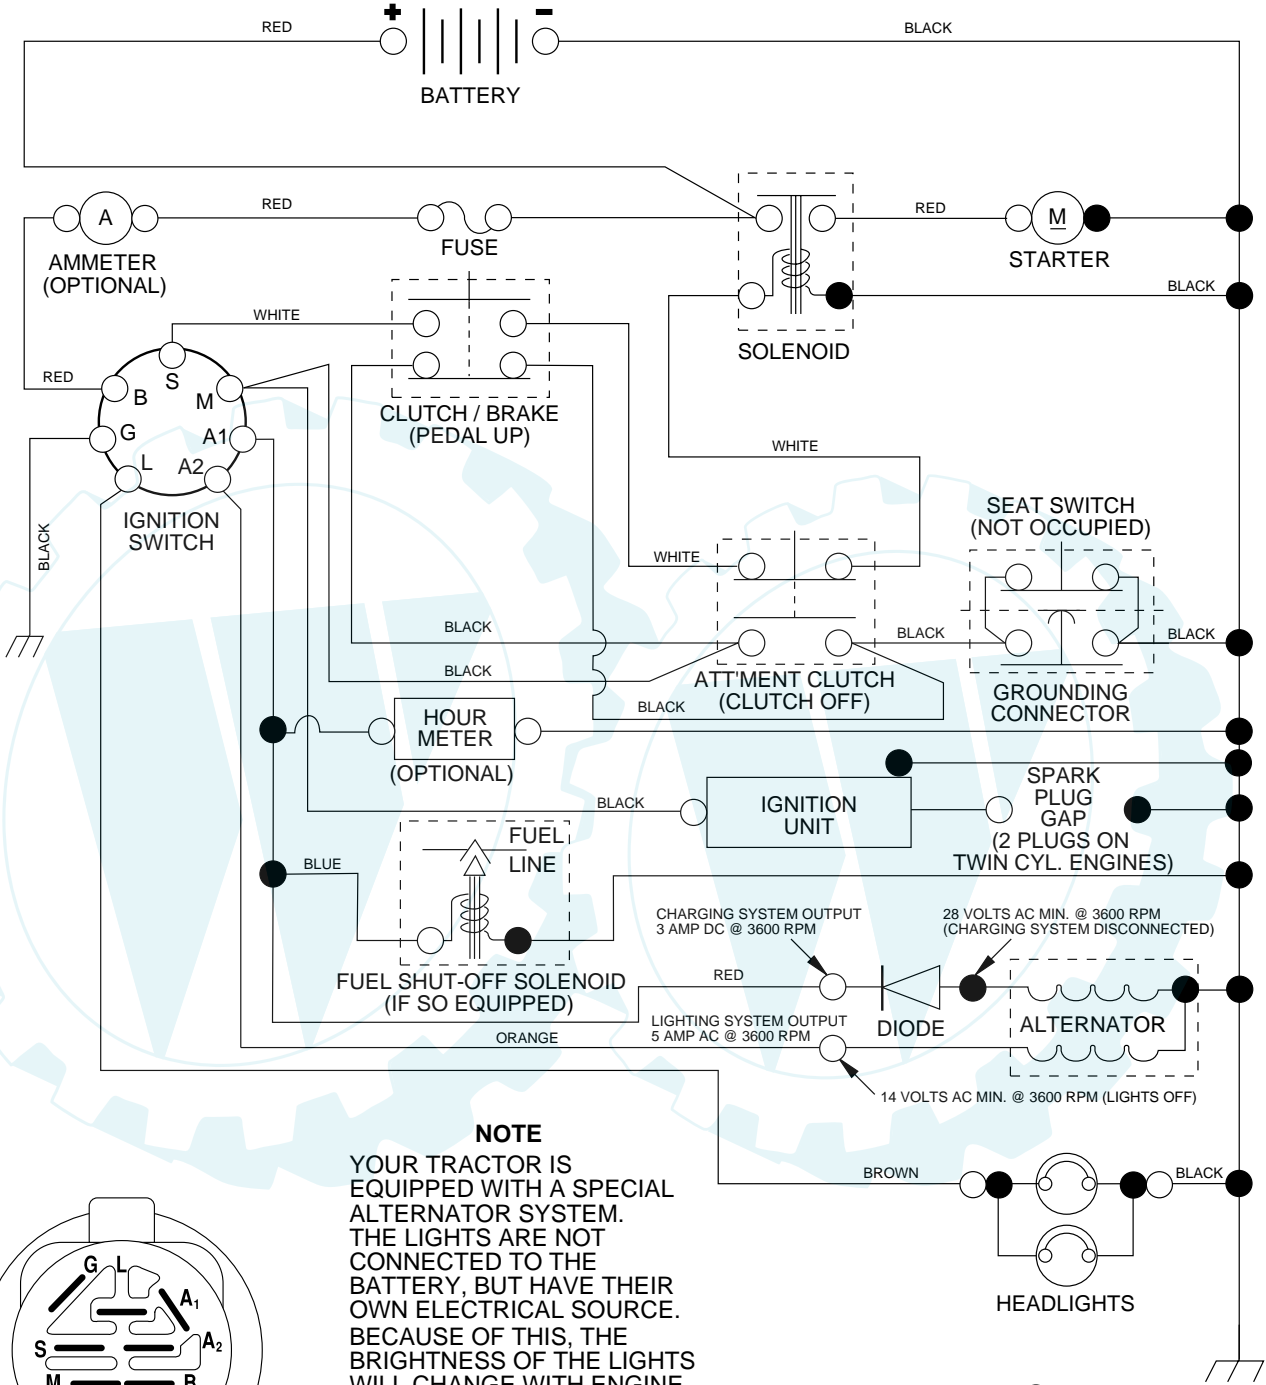 +
–
RED
BLACK
BATTERY
A
RED
FUSE
RED
M
STARTER
AMMETER
(OPTIONAL)
BLACK
WHITE
SOLENOID
RED
S
B
M
G
A1
L
A2
CLUTCH / BRAKE
(PEDAL UP)
WHITE
IGNITION
SWITCH
BLACK
SEAT SWITCH
(NOT OCCUPIED)
WHITE
BLACK
BLACK
BLACK
BLACK
ATT'MENT CLUTCH
(CLUTCH OFF)
GROUNDING
CONNECTOR
BLACK
HOUR
METER
(OPTIONAL)
BLACK
IGNITION
UNIT
SPARK
PLUG
GAP
(2 PLUGS ON
TWIN CYL. ENGINES)
FUEL
LINE
BLUE
CHARGING SYSTEM OUTPUT
3 AMP DC @ 3600 RPM
28 VOLTS AC MIN. @ 3600 RPM
(CHARGING SYSTEM DISCONNECTED)
FUEL SHUT-OFF SOLENOID
(IF SO EQUIPPED)
RED
DIODE
ALTERNATOR
LIGHTING SYSTEM OUTPUT
5 AMP AC @ 3600 RPM
ORANGE
14 VOLTS AC MIN. @ 3600 RPM (LIGHTS OFF)
NOTE
YOUR TRACTOR IS
EQUIPPED WITH A SPECIAL
ALTERNATOR SYSTEM.
THE LIGHTS ARE NOT
CONNECTED TO THE
BATTERY, BUT HAVE THEIR
OWN ELECTRICAL SOURCE.
BECAUSE OF THIS, THE
BRIGHTNESS OF THE LIGHTS
WILL CHANGE WITH ENGINE
BROWN
BLACK
HEADLIGHTS
G
L
A1
A2
S
M
B